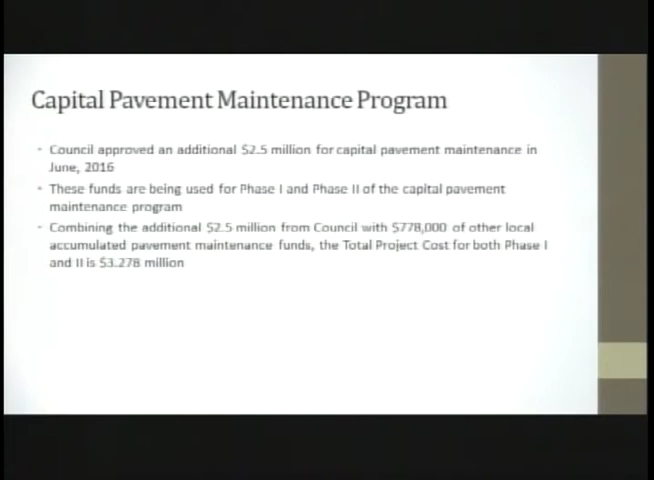 Capital Pavement Maintenance Program
• Council approved an additional $2.5 million for capital pavement maintenance in
June, 2016
• These funds are being used for Phase I and Phase II of the capital pavement
maintenance program
• Combining the additional $2.5 million from Council with $778,000 of other local
accumulated pavement maintenance funds, the Total Project Cost for both Phase I
and II is $3.278 million